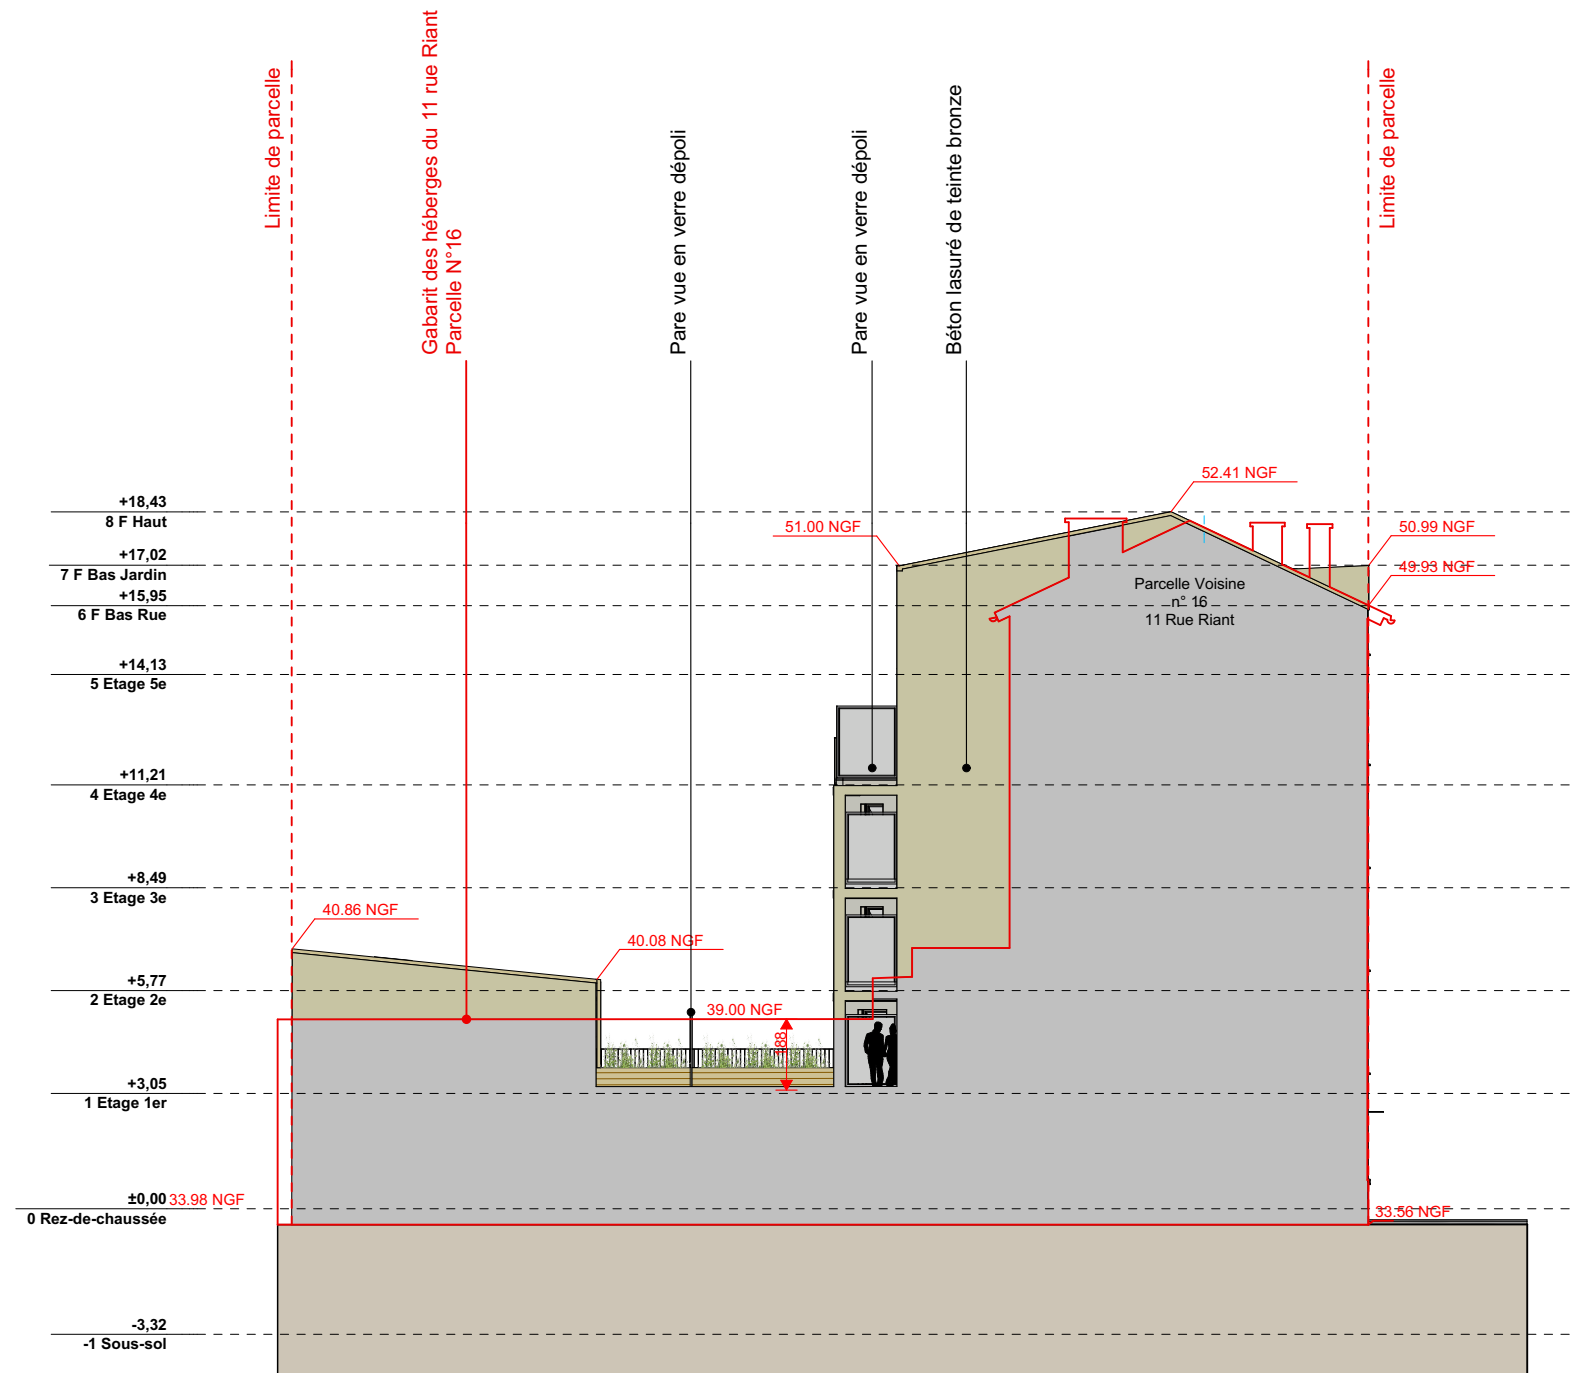 Limite de parcelle
Gabarit des héberges du 11 rue Riant
Parcelle N°16
Pare vue en verre dépoli
Pare vue en verre dépoli
Béton lasuré de teinte bronze
Limite de parcelle
52.41 NGF
+18,43
8 F Haut
51.00 NGF
50.99 NGF
+17,02
7 F Bas Jardin
49.93 NGF
Parcelle Voisine
n° 16
11 Rue Riant
+15,95
6 F Bas Rue
+14,13
5 Etage 5e
+11,21
4 Etage 4e
+8,49
3 Etage 3e
40.86 NGF
40.08 NGF
+5,77
2 Etage 2e
39.00 NGF
188
+3,05
1 Etage 1er
±0,00
33.98 NGF
0 Rez-de-chaussée
33.56 NGF
-3,32
-1 Sous-sol